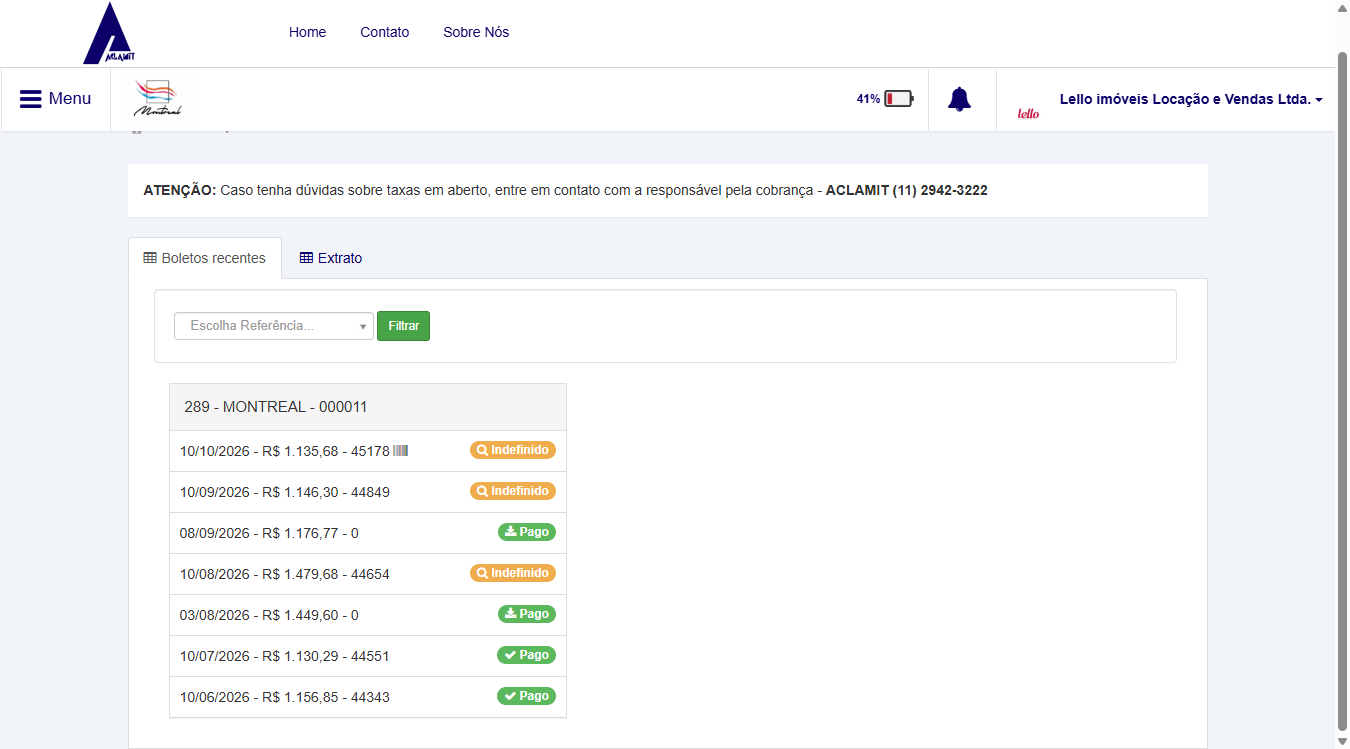 ACLAMIT
Home Contato Sobre Nós
Menu
Montreal
41%
lello
Lello imóveis Locação e Vendas Ltda.
ATENÇÃO: Caso tenha dúvidas sobre taxas em aberto, entre em contato com a responsável pela cobrança - ACLAMIT (11) 2942-3222
Boletos recentes Extrato
Escolha Referência... Filtrar
289 - MONTREAL - 000011
10/10/2026 - R$ 1.135,68 - 45178 Indefinido
10/09/2026 - R$ 1.146,30 - 44849 Indefinido
08/09/2026 - R$ 1.176,77 - 0 Pago
10/08/2026 - R$ 1.479,68 - 44654 Indefinido
03/08/2026 - R$ 1.449,60 - 0 Pago
10/07/2026 - R$ 1.130,29 - 44551 Pago
10/06/2026 - R$ 1.156,85 - 44343 Pago